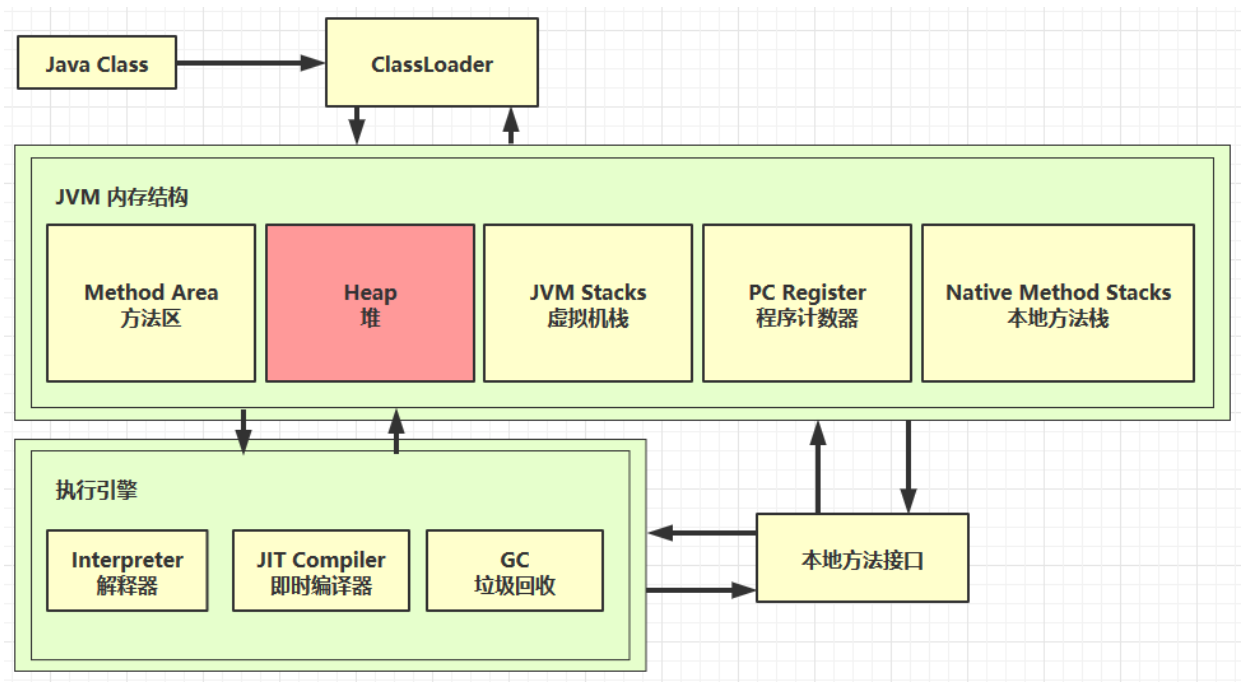 Java Class
ClassLoader
JVM 内存结构
Method Area
方法区
Heap
堆
JVM Stacks
虚拟机栈
PC Register
程序计数器
Native Method Stacks
本地方法栈
执行引擎
Interpreter
解释器
JIT Compiler
即时编译器
GC
垃圾回收
本地方法接口